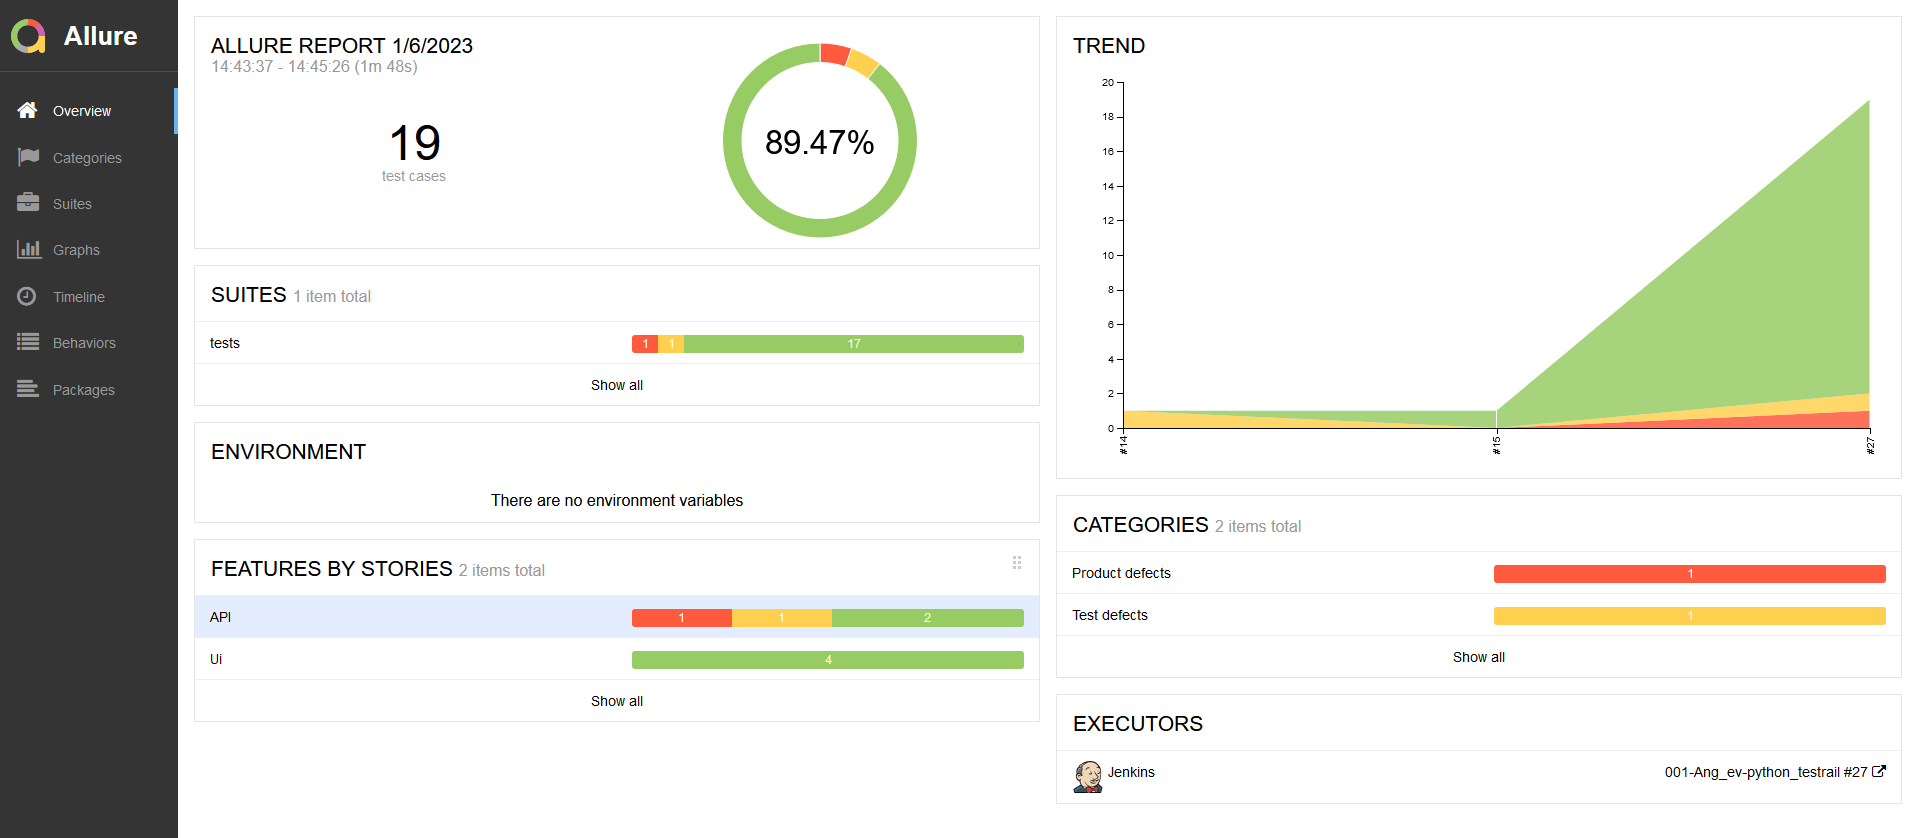 Allure
Overview
Categories
Suites
Graphs
Timeline
Behaviors
Packages
ALLURE REPORT 1/6/2023
14:43:37 - 14:45:26 (1m 48s)
19
test cases
89.47%
SUITES 1 item total
tests 1 1 17
Show all
ENVIRONMENT
There are no environment variables
FEATURES BY STORIES 2 items total
API 1 1 2
Ui 4
Show all
TREND
20
18
16
14
12
10
8
6
4
2
0
#14 #15 #27
CATEGORIES 2 items total
Product defects 1
Test defects 1
Show all
EXECUTORS
Jenkins 001-Ang_ev-python_testrail #27